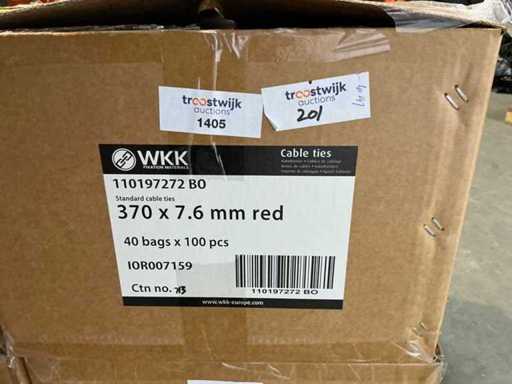 troostwijk
auctions
1405
troostwijk
auctions
201
WKK
FIXATION MATERIALS
Cable ties
110197272 BO
Standard cable ties
370 x 7.6 mm red
40 bags x 100 pcs
IOR007159
Ctn no.
110197272 BO
www.wkk-europe.com